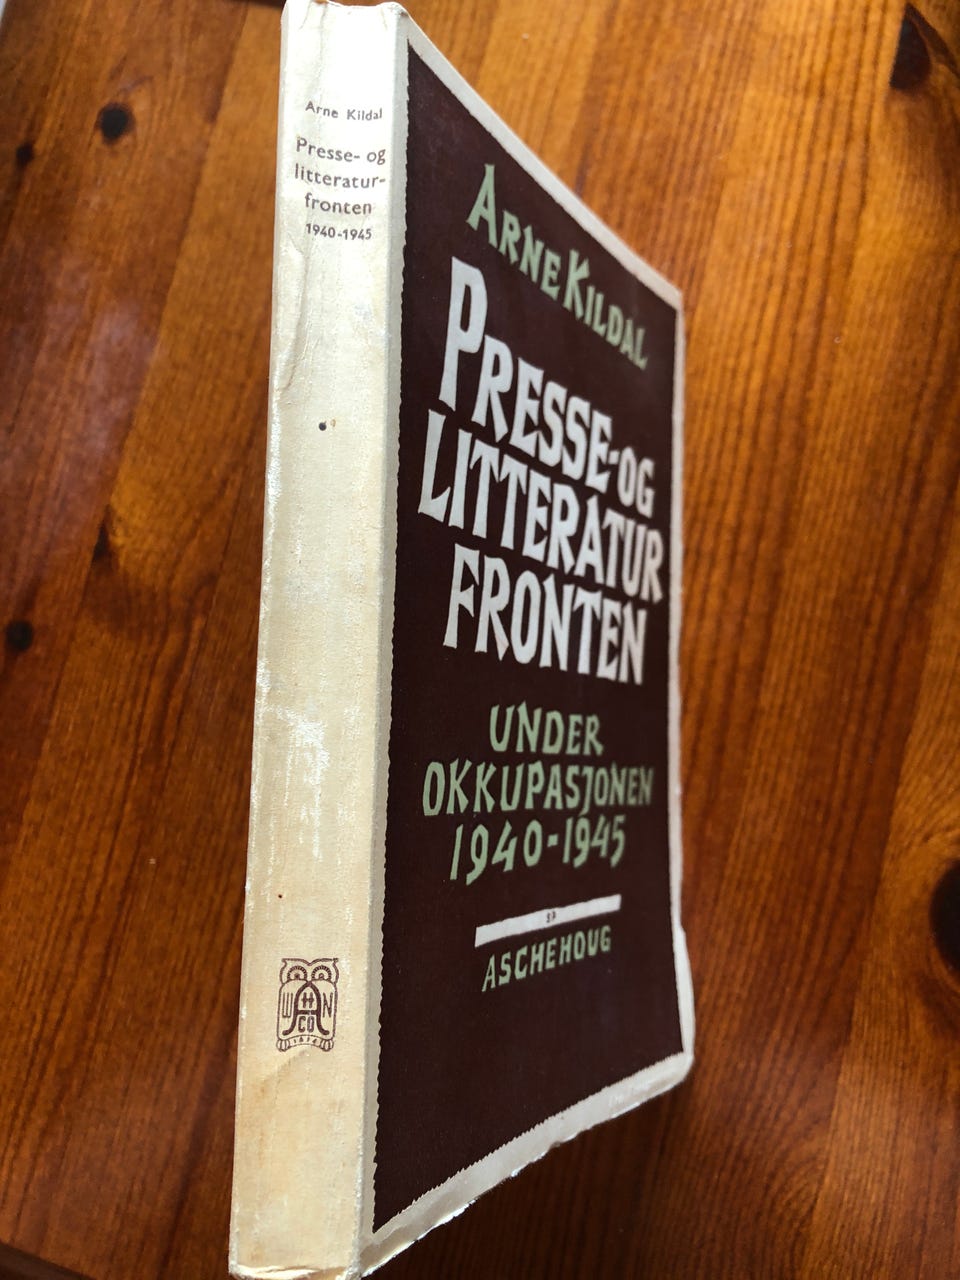 Arne Kildal
Presse- og
litteratur-
fronten
1940-1945
W H N
A
CO
ARNE KILDAL
PRESSE-OG
LITTERATUR
FRONTEN
UNDER
OKKUPASJONEN
1940-1945
ASCHEHOUG